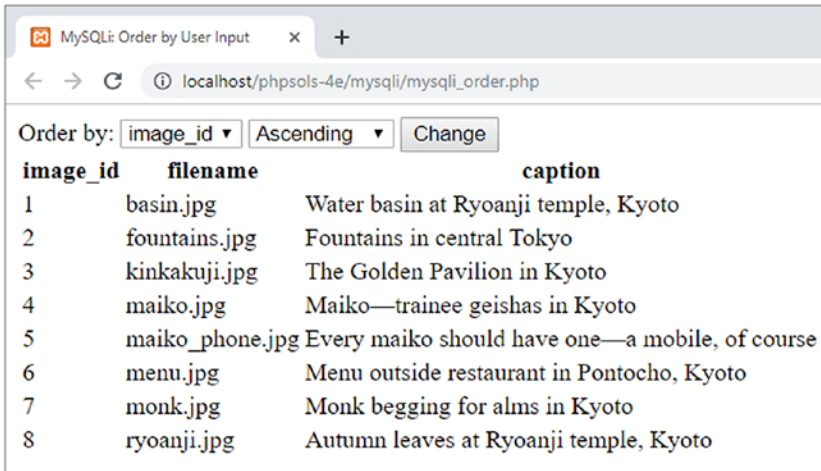 MySQLi: Order by User Input × +
localhost/phpsols-4e/mysqli/mysqli_order.php
Order by: image_id ▼ Ascending ▼ Change
image_id filename caption
1 basin.jpg Water basin at Ryoanji temple, Kyoto
2 fountains.jpg Fountains in central Tokyo
3 kinkakuji.jpg The Golden Pavilion in Kyoto
4 maiko.jpg Maiko—trainee geishas in Kyoto
5 maiko_phone.jpg Every maiko should have one—a mobile, of course
6 menu.jpg Menu outside restaurant in Pontocho, Kyoto
7 monk.jpg Monk begging for alms in Kyoto
8 ryoanji.jpg Autumn leaves at Ryoanji temple, Kyoto